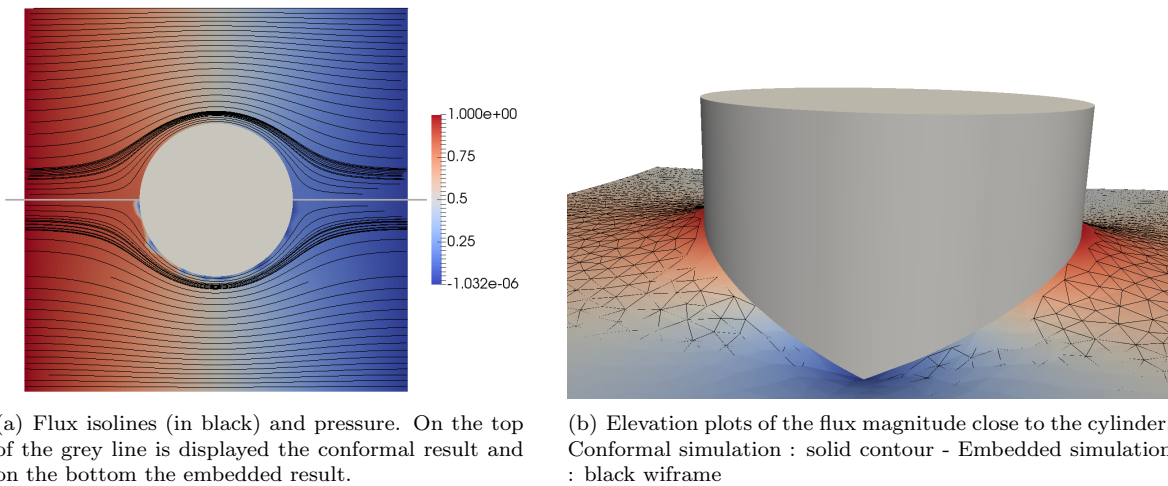 1.000e+00
0.75
0.5
0.25
-1.032e-06
(a) Flux isolines (in black) and pressure. On the top
of the grey line is displayed the conformal result and
on the bottom the embedded result.
(b) Elevation plots of the flux magnitude close to the cylinder
Conformal simulation : solid contour - Embedded simulation
: black wiframe